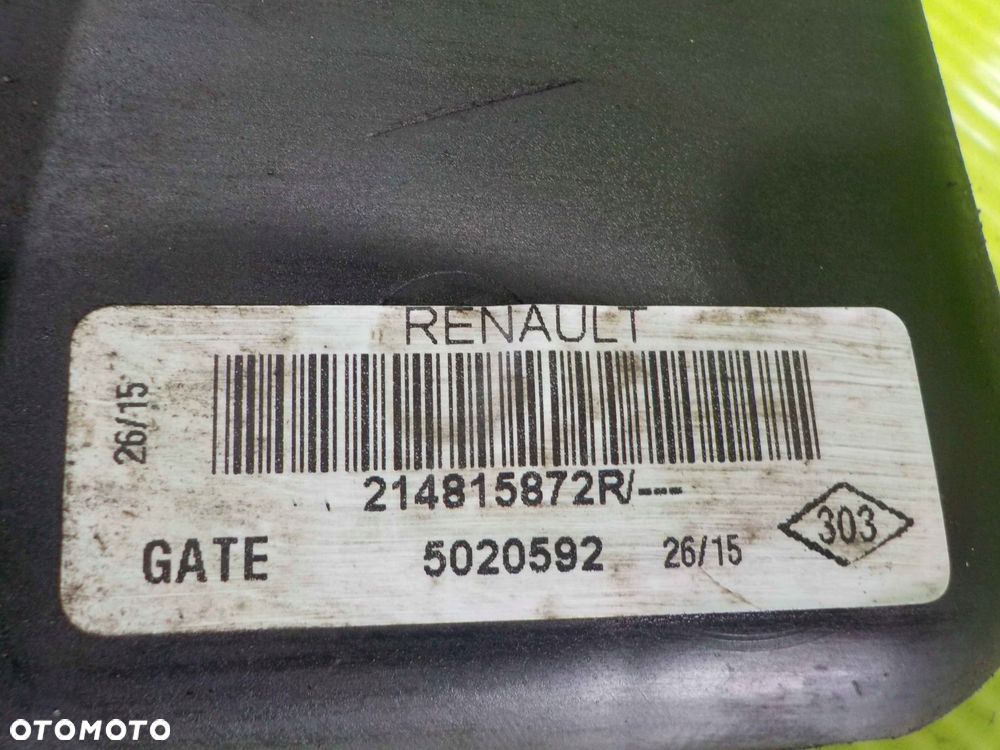 RENAULT
26/15
214815872R/---
GATE 5020592 26/15 303
OTOMOTO